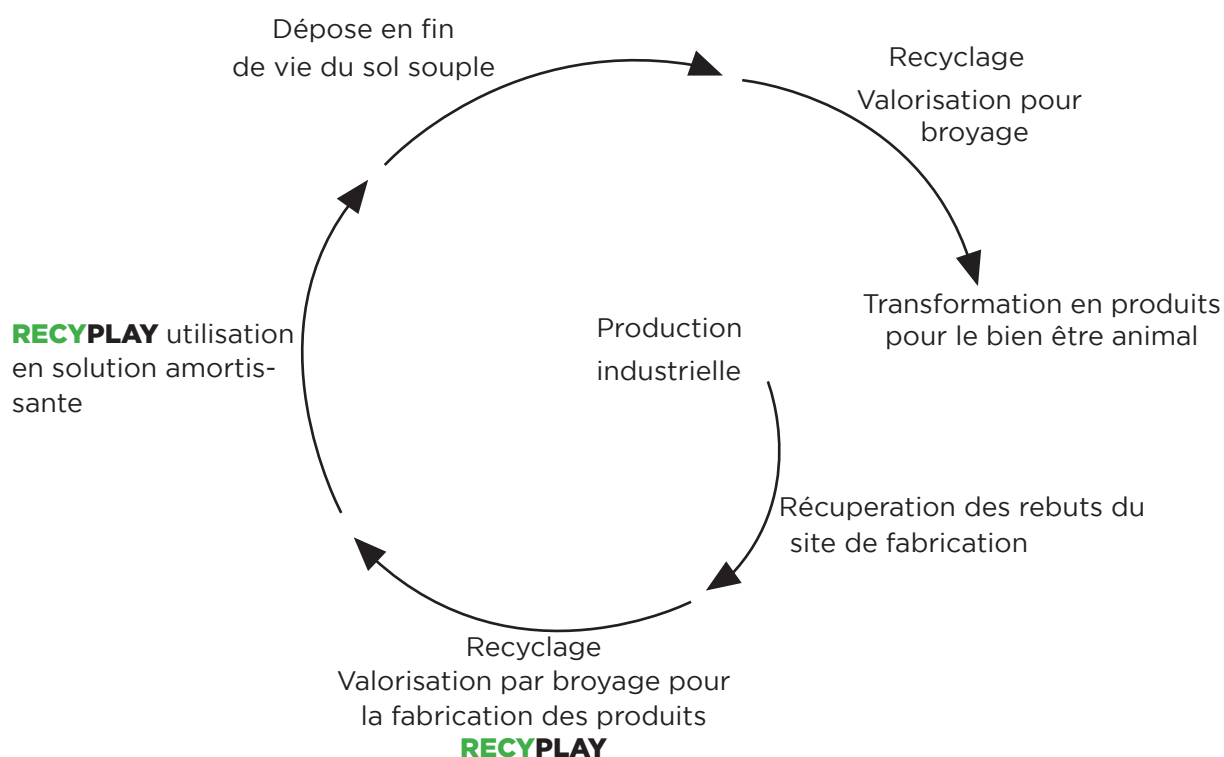 Dépose en fin
de vie du sol souple
Recyclage
Valorisation pour
broyage
Transformation en produits
pour le bien être animal
RECYPLAY utilisation
en solution amortis-
sante
Production
industrielle
Récuperation des rebuts du
site de fabrication
Recyclage
Valorisation par broyage pour
la fabrication des produits
RECYPLAY